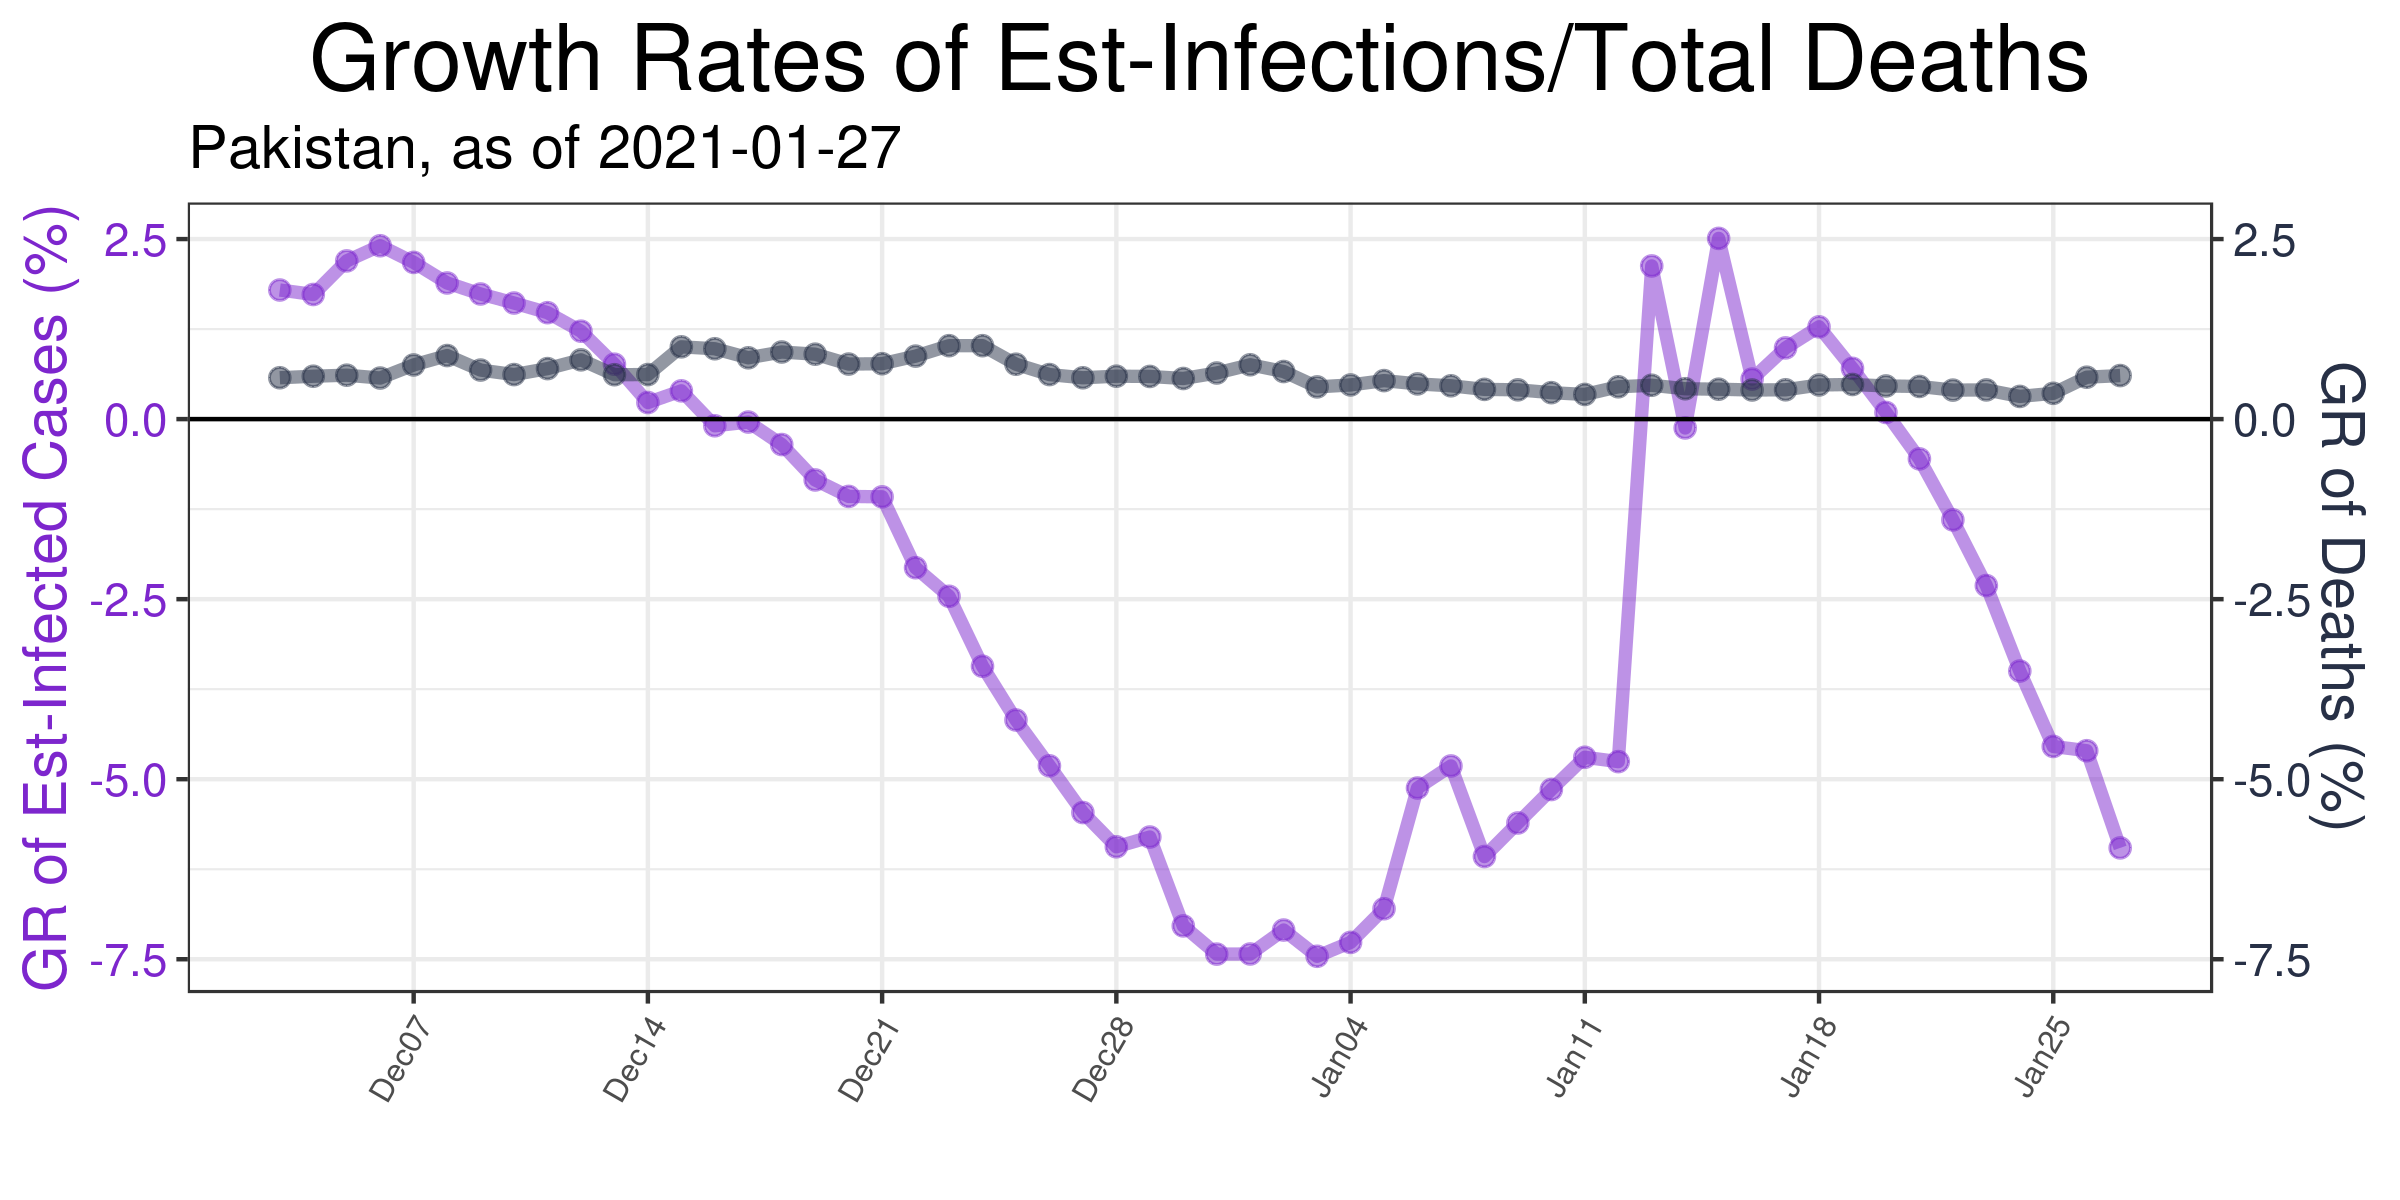 Growth Rates of Est-Infections/Total Deaths
Pakistan, as of 2021-01-27
GR of Est-Infected Cases (%)
2.5
0.0
-2.5
-5.0
-7.5
2.5
0.0
-2.5
-5.0
-7.5
GR of Deaths (%)
Dec07
Dec14
Dec21
Dec28
Jan04
Jan11
Jan18
Jan25